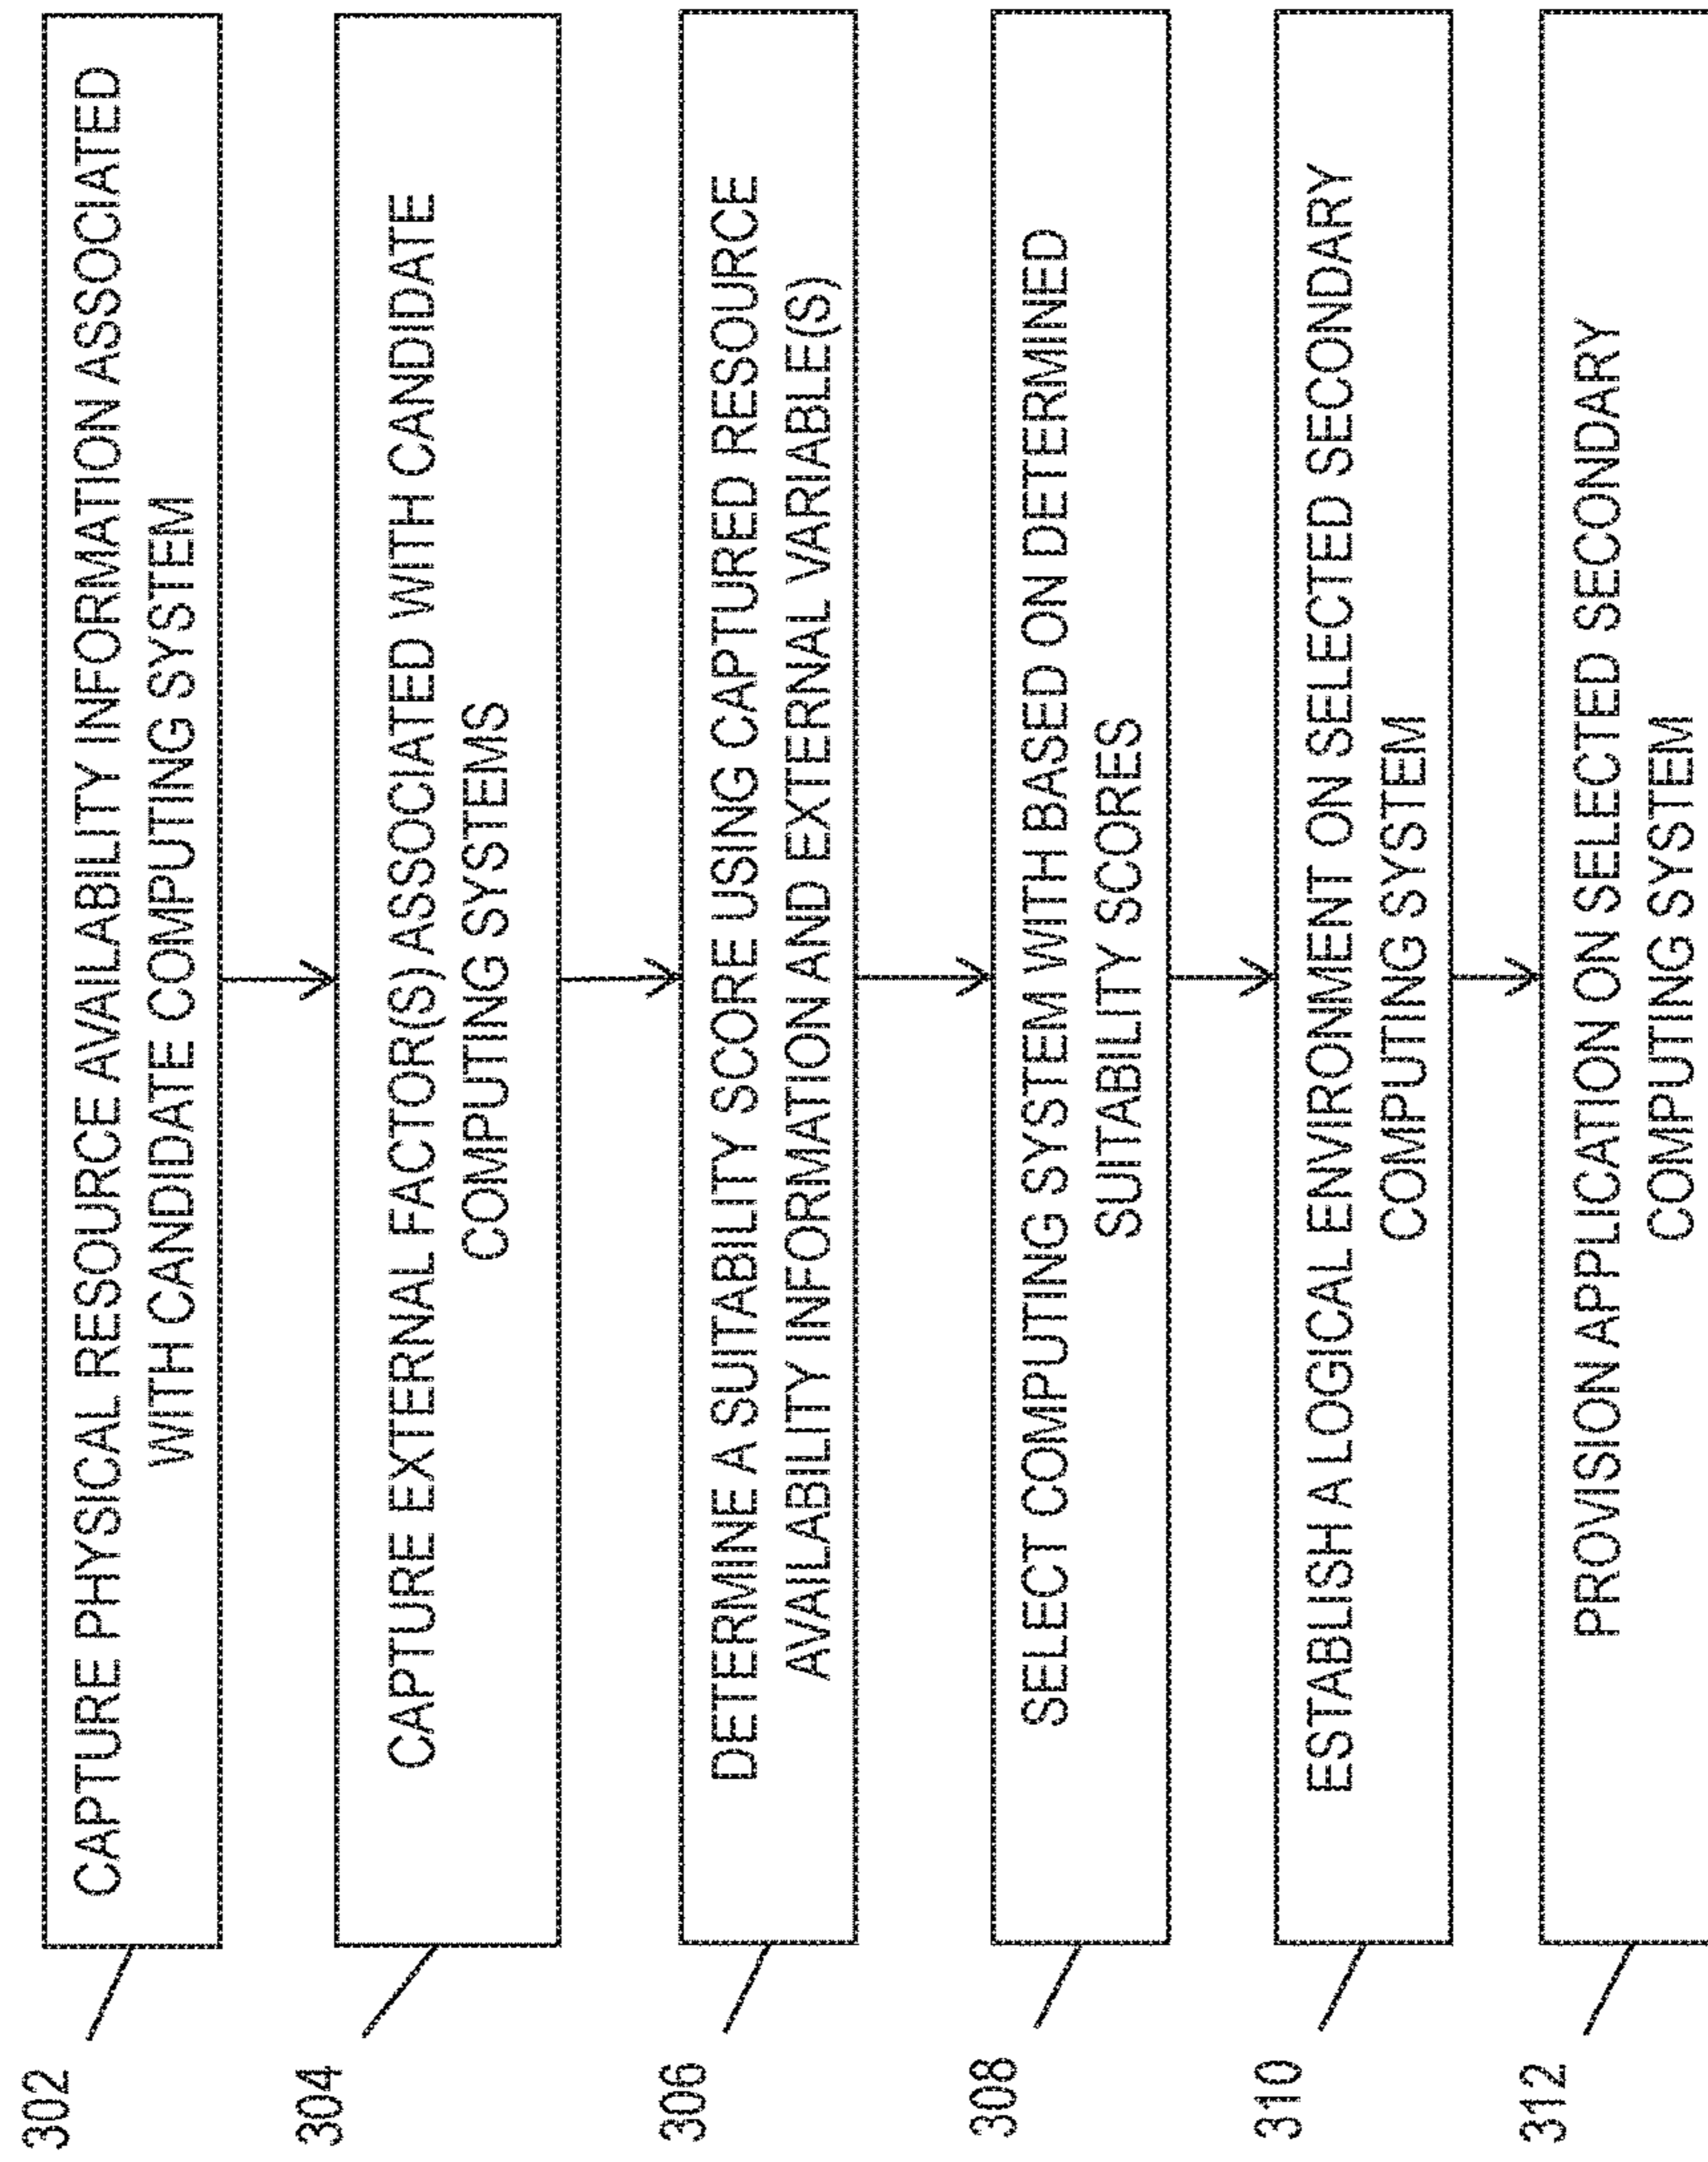 302
CAPTURE PHYSICAL RESOURCE AVAILABILITY INFORMATION ASSOCIATED
WITH CANDIDATE COMPUTING SYSTEM
304
CAPTURE EXTERNAL FACTOR(S) ASSOCIATED WITH CANDIDATE
COMPUTING SYSTEMS
306
DETERMINE A SUITABILITY SCORE USING CAPTURED RESOURCE
AVAILABILITY INFORMATION AND EXTERNAL VARIABLE(S)
308
SELECT COMPUTING SYSTEM WITH BASED ON DETERMINED
SUITABILITY SCORES
310
ESTABLISH A LOGICAL ENVIRONMENT ON SELECTED SECONDARY
COMPUTING SYSTEM
312
PROVISION APPLICATION ON SELECTED SECONDARY
COMPUTING SYSTEM